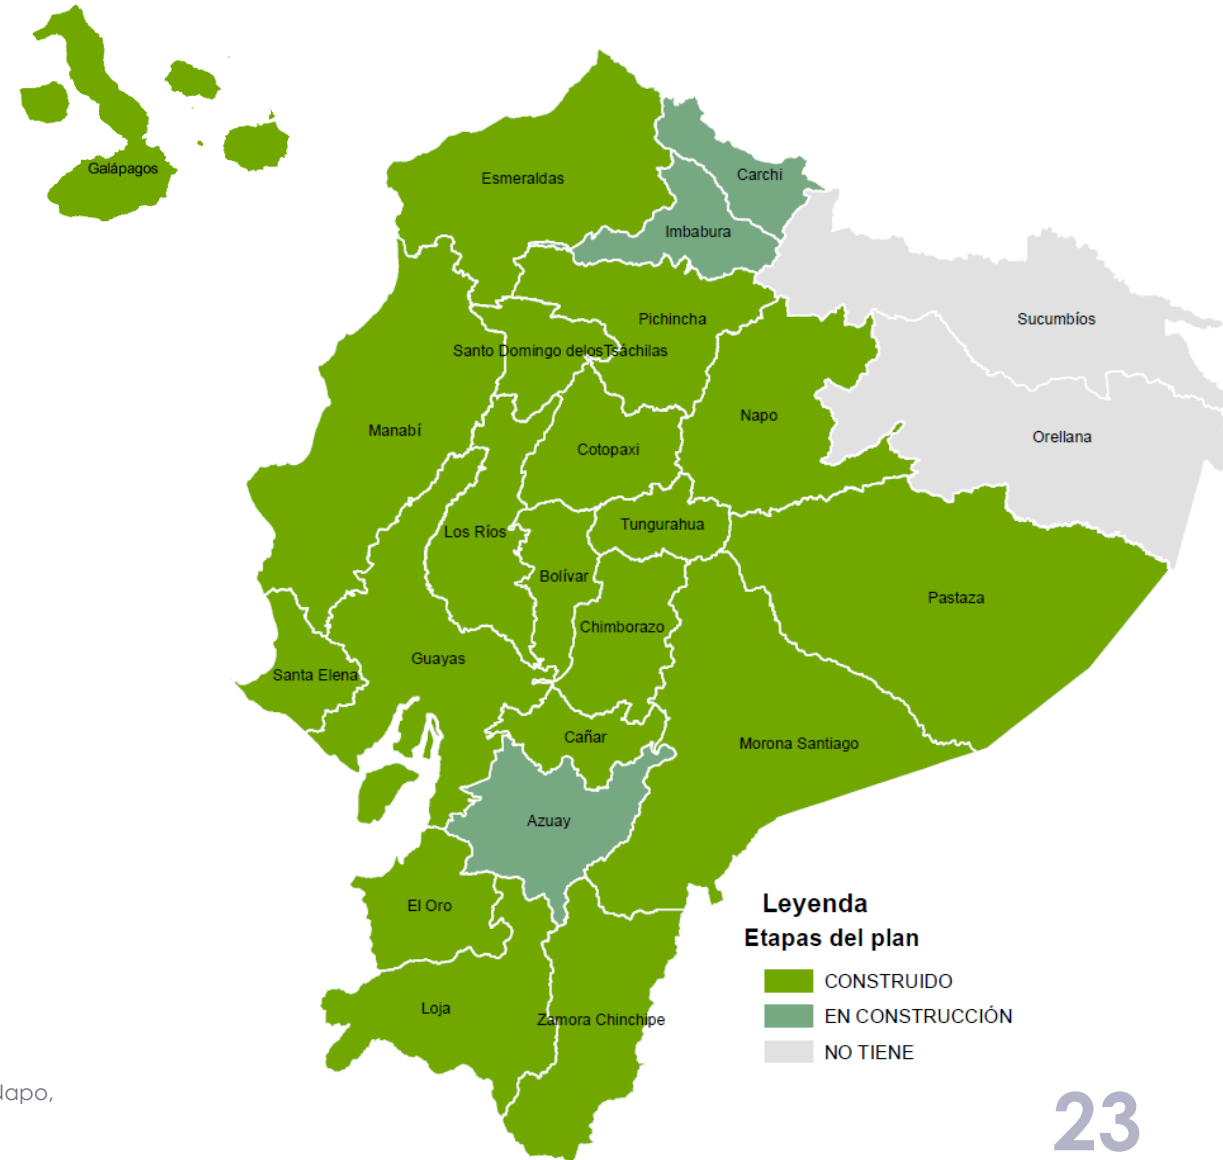 Galápagos
Esmeraldas
Carchi
Imbabura
Pichincha
Sucumbíos
Santo Domingo delosTsáchilas
Napo
Manabí
Orellana
Cotopaxi
Tungurahua
Los Ríos
Bolívar
Pastaza
Chimborazo
Guayas
Santa Elena
Cañar
Morona Santiago
Azuay
El Oro
Loja
Zamora Chinchipe
Leyenda
Etapas del plan
CONSTRUIDO
EN CONSTRUCCIÓN
NO TIENE
23